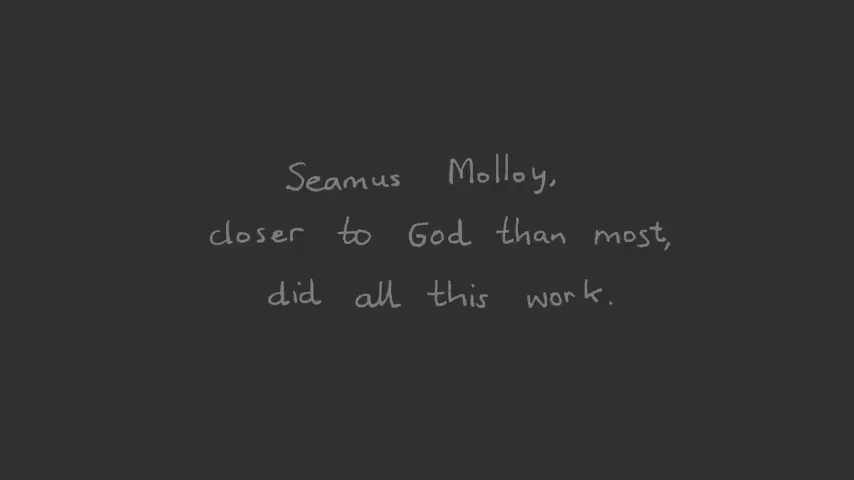 Seamus Molloy,
closer to God than most,
did all this work.